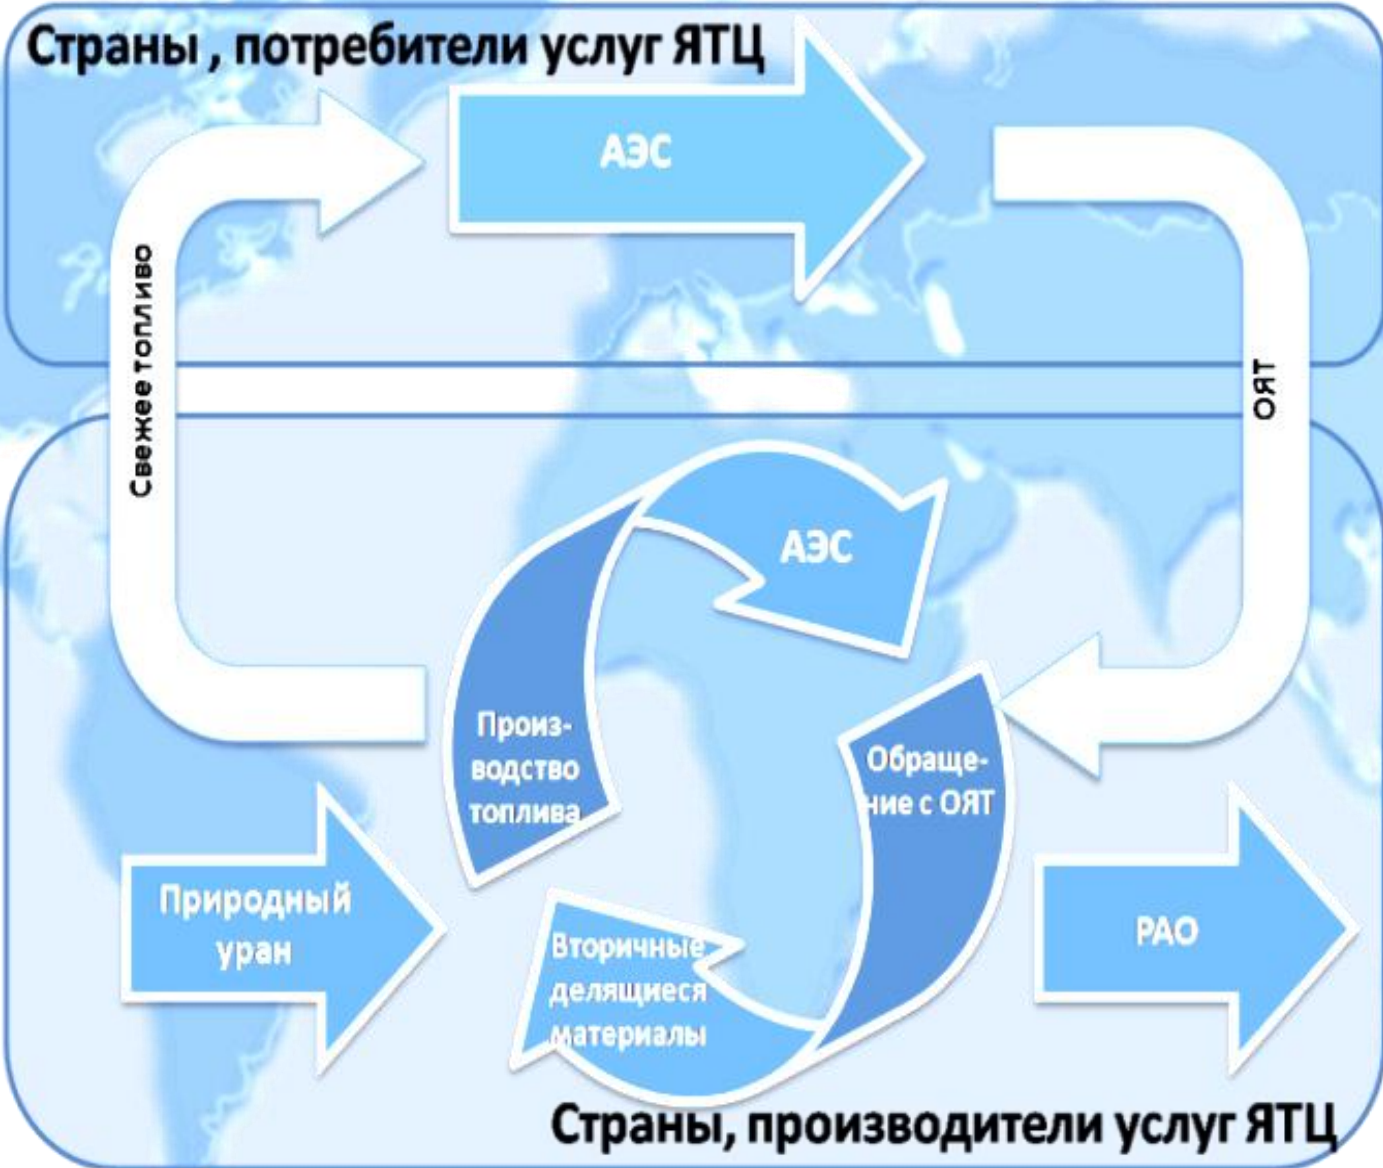 Страны , потребители услуг ЯТЦ
АЭС
Свежее топливо
ОЯТ
АЭС
Произ-
водство
топлива
Обраще-
ние с ОЯТ
Природный
уран
Вторичные
делящиеся
материалы
РАО
Страны, производители услуг ЯТЦ